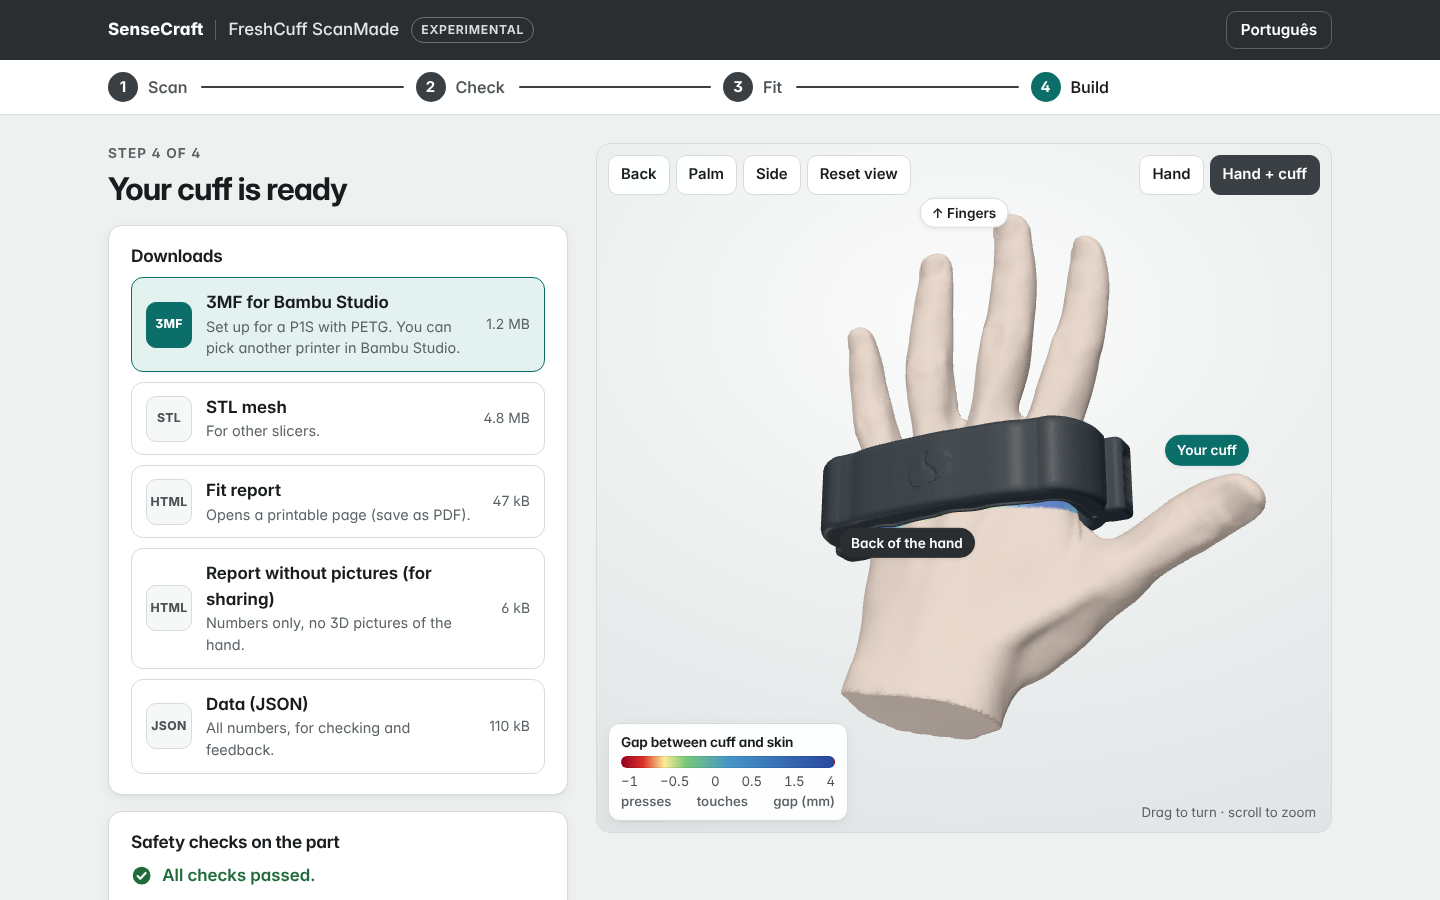 SenseCraft
FreshCuff ScanMade
EXPERIMENTAL
Português
1 Scan
2 Check
3 Fit
4 Build
STEP 4 OF 4
Your cuff is ready
Downloads
3MF
3MF for Bambu Studio
Set up for a P1S with PETG. You can
pick another printer in Bambu Studio.
1.2 MB
STL
STL mesh
For other slicers.
4.8 MB
HTML
Fit report
Opens a printable page (save as PDF).
47 kB
HTML
Report without pictures (for
sharing)
Numbers only, no 3D pictures of the
hand.
6 kB
JSON
Data (JSON)
All numbers, for checking and
feedback.
110 kB
Safety checks on the part
All checks passed.
Back
Palm
Side
Reset view
Hand
Hand + cuff
↑ Fingers
Your cuff
Back of the hand
Gap between cuff and skin
−1 −0.5 0 0.5 1.5 4
presses touches gap (mm)
Drag to turn · scroll to zoom